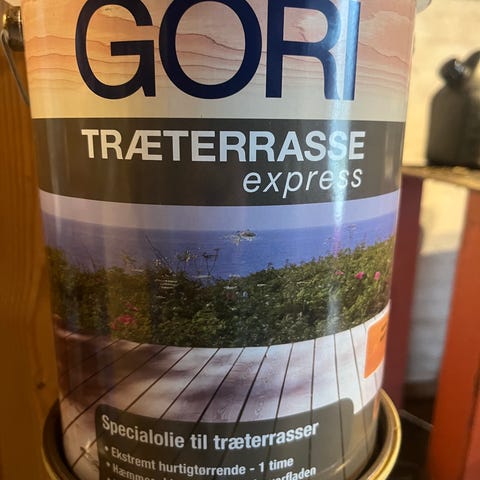 GORI
TRÆTERRASSE
express
Specialolie til træterrasser
• Ekstremt hurtigtørrende - 1 time